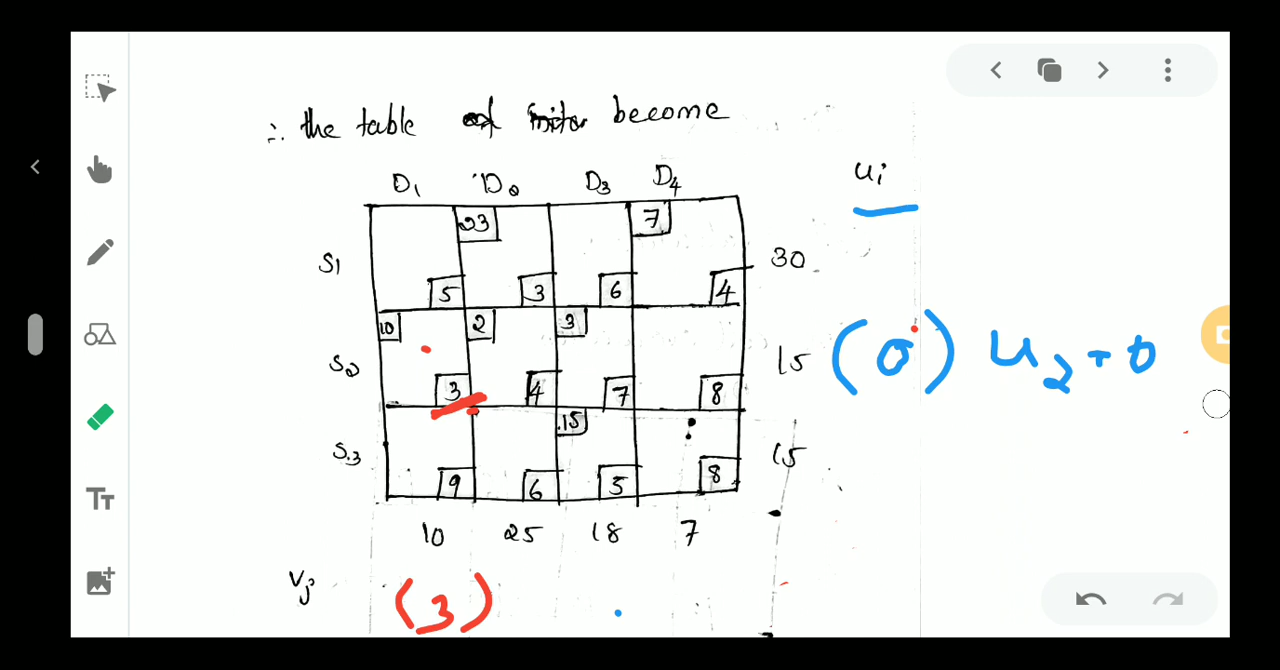 ∴ the table become
D₁ D₂ D₃ D₄ uᵢ
23 7
S1 30
5 3 6 4
10 2 3
S2 15 (0) u₂ = 0
3 4 7 8
15
S3 15
9 6 5 8
10 25 18 7
Vj (3)
Tт